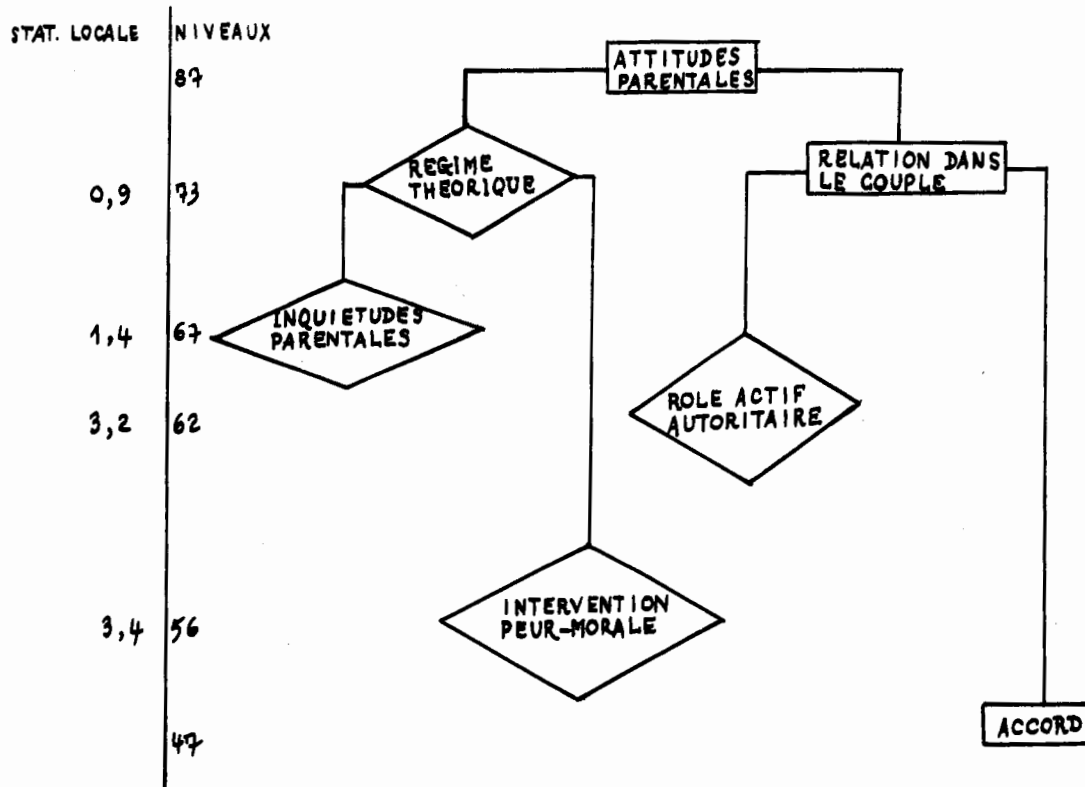 STAT. LOCALE NIVEAUX
87
ATTITUDES
PARENTALES
REGIME
THEORIQUE
RELATION DANS
LE COUPLE
0,9 73
INQUIETUDES
PARENTALES
1,4 67
ROLE ACTIF
AUTORITAIRE
3,2 62
INTERVENTION
PEUR-MORALE
3,4 56
ACCORD
47